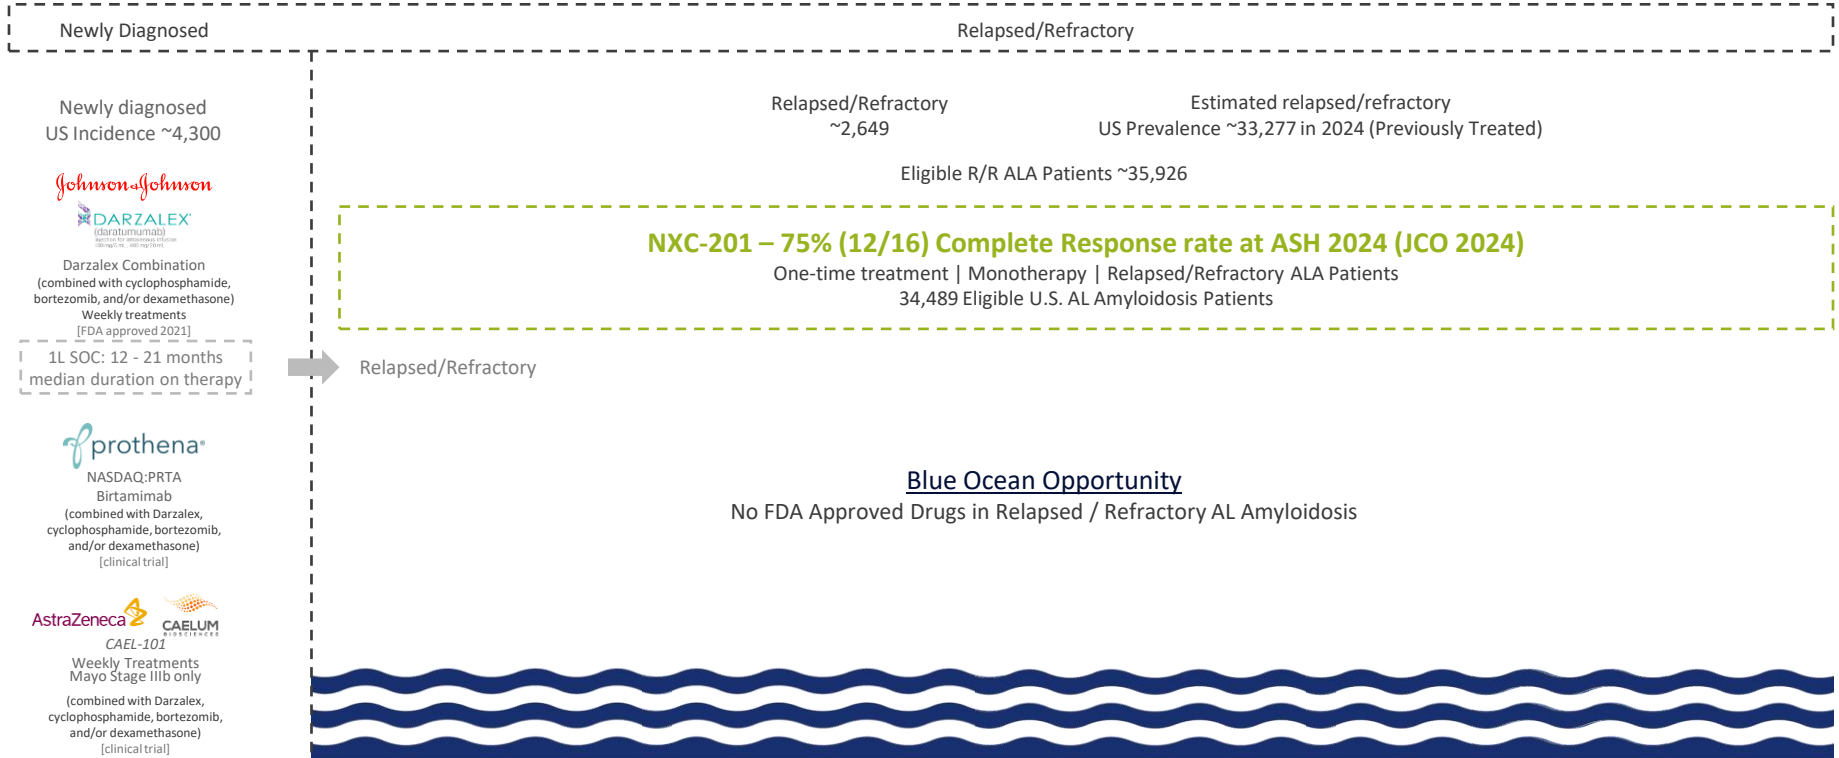 Newly Diagnosed
Relapsed/Refractory
Newly diagnosed
US Incidence ~4,300
Johnson&Johnson
DARZALEX
(daratumumab)
Darzalex Combination
(combined with cyclophosphamide,
bortezomib, and/or dexamethasone)
Weekly treatments
[FDA approved 2021]
1L SOC: 12 - 21 months
median duration on therapy
prothena
NASDAQ:PRTA
Birtamimab
(combined with Darzalex,
cyclophosphamide, bortezomib,
and/or dexamethasone)
[clinical trial]
AstraZeneca
CAELUM
BIOSCIENCES
CAEL-101
Weekly Treatments
Mayo Stage IIIb only
(combined with Darzalex,
cyclophosphamide, bortezomib,
and/or dexamethasone)
[clinical trial]
Relapsed/Refractory
~2,649
Estimated relapsed/refractory
US Prevalence ~33,277 in 2024 (Previously Treated)
Eligible R/R ALA Patients ~35,926
NXC-201 – 75% (12/16) Complete Response rate at ASH 2024 (JCO 2024)
One-time treatment | Monotherapy | Relapsed/Refractory ALA Patients
34,489 Eligible U.S. AL Amyloidosis Patients
Relapsed/Refractory
Blue Ocean Opportunity
No FDA Approved Drugs in Relapsed / Refractory AL Amyloidosis